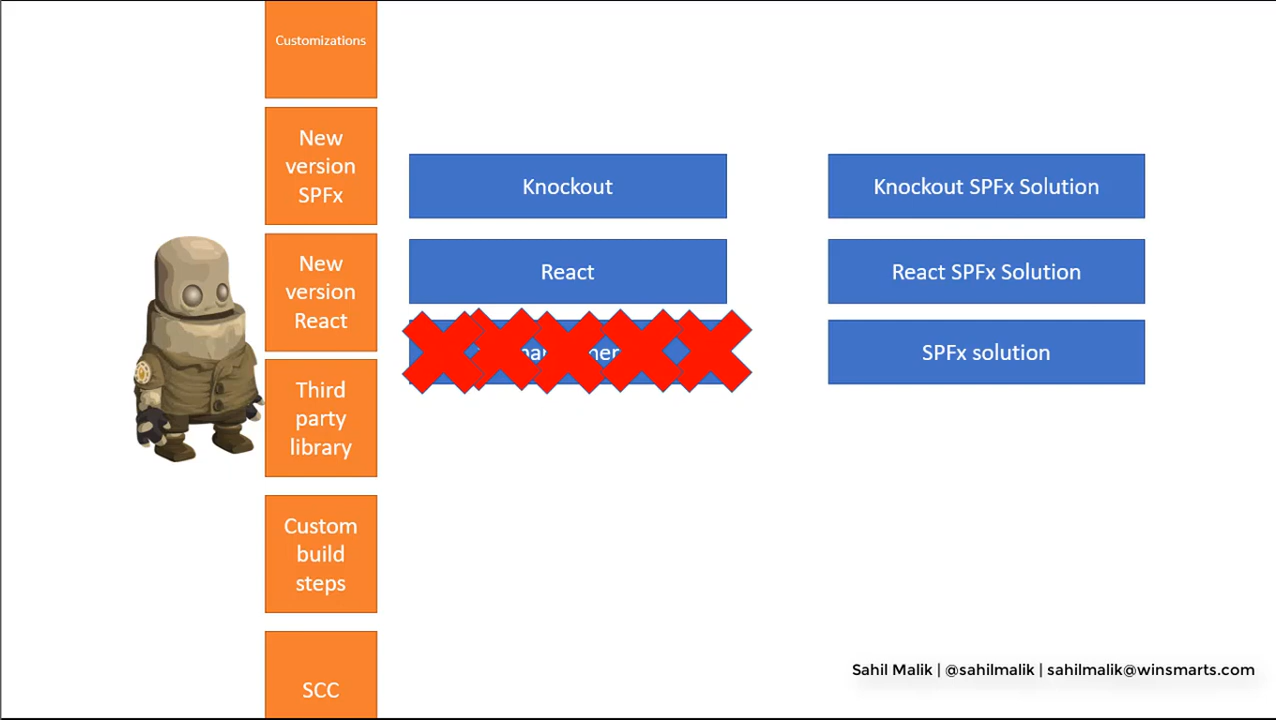 Customizations
New
version
SPFx
New
version
React
Third
party
library
Custom
build
steps
SCC
Knockout
React
Knockout SPFx Solution
React SPFx Solution
SPFx solution
Sahil Malik | @sahilmalik | sahilmalik@winsmarts.com